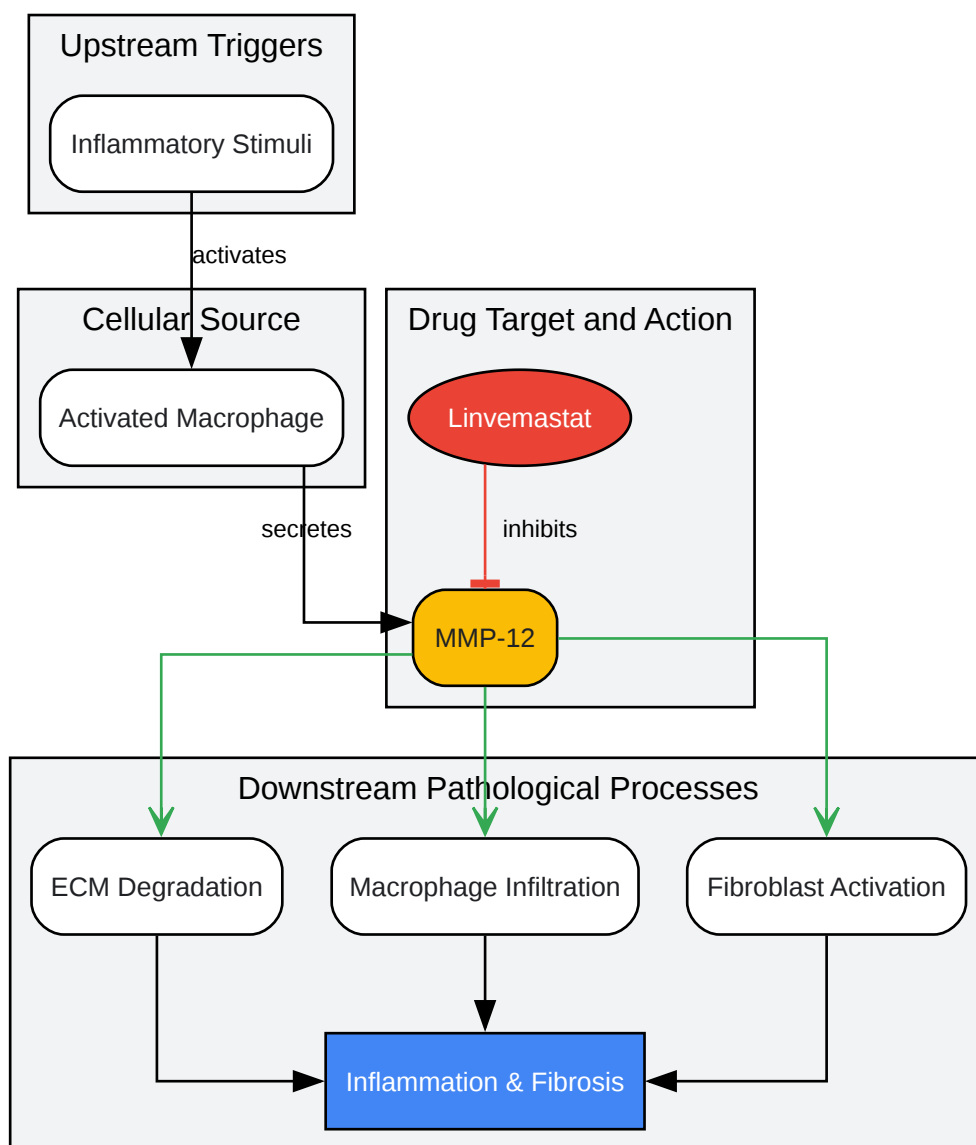 Upstream Triggers
Inflammatory Stimuli
activates
Cellular Source
Activated Macrophage
secretes
Drug Target and Action
Linvemastat
inhibits
MMP-12
Downstream Pathological Processes
ECM Degradation
Macrophage Infiltration
Fibroblast Activation
Inflammation & Fibrosis